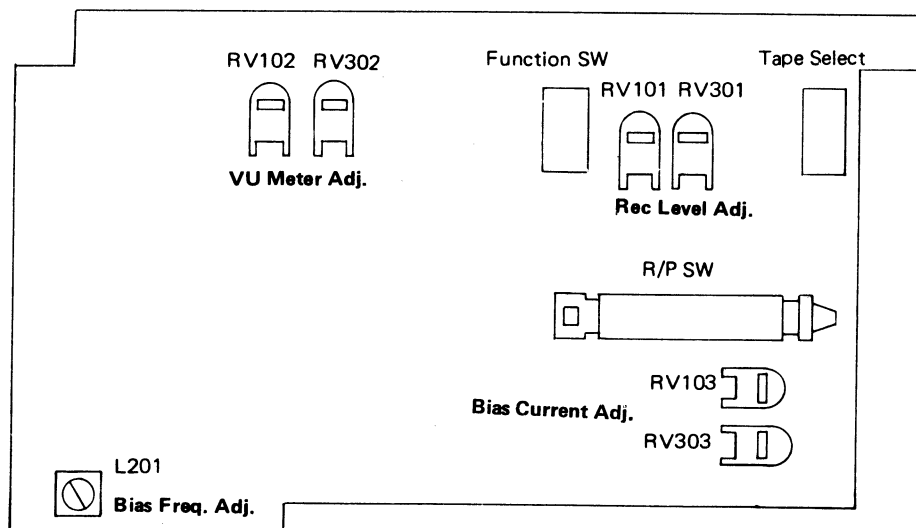 RV102 RV302
VU Meter Adj.
Function SW
Tape Select
RV101 RV301
Rec Level Adj.
R/P SW
RV103
Bias Current Adj.
RV303
L201
Bias Freq. Adj.